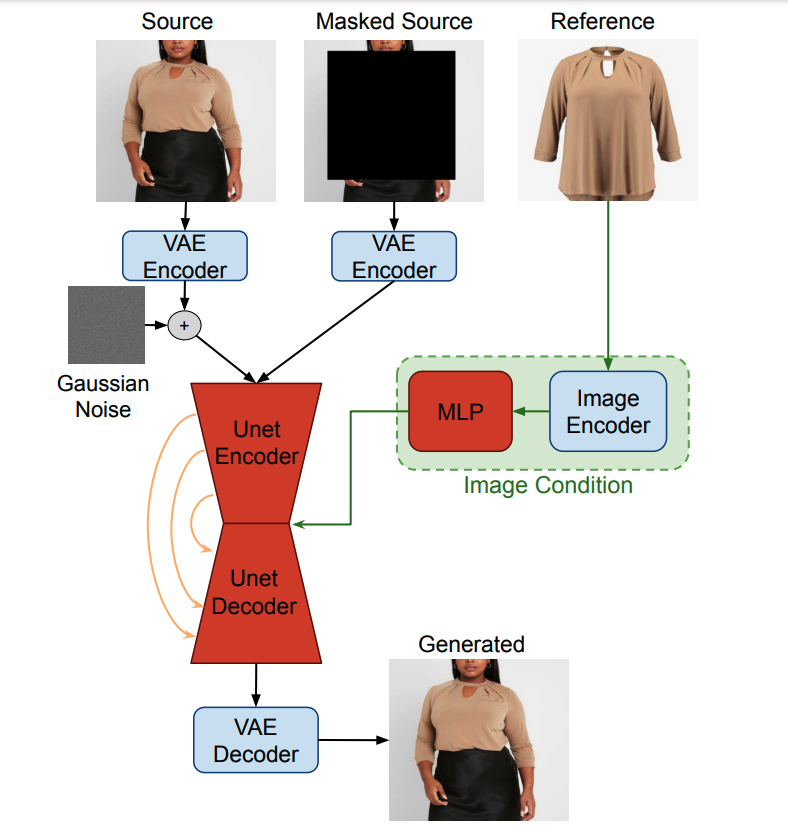 Source
Masked Source
Reference
VAE
Encoder
VAE
Encoder
+
Gaussian
Noise
MLP
Image
Encoder
Image Condition
Unet
Encoder
Unet
Decoder
Generated
VAE
Decoder